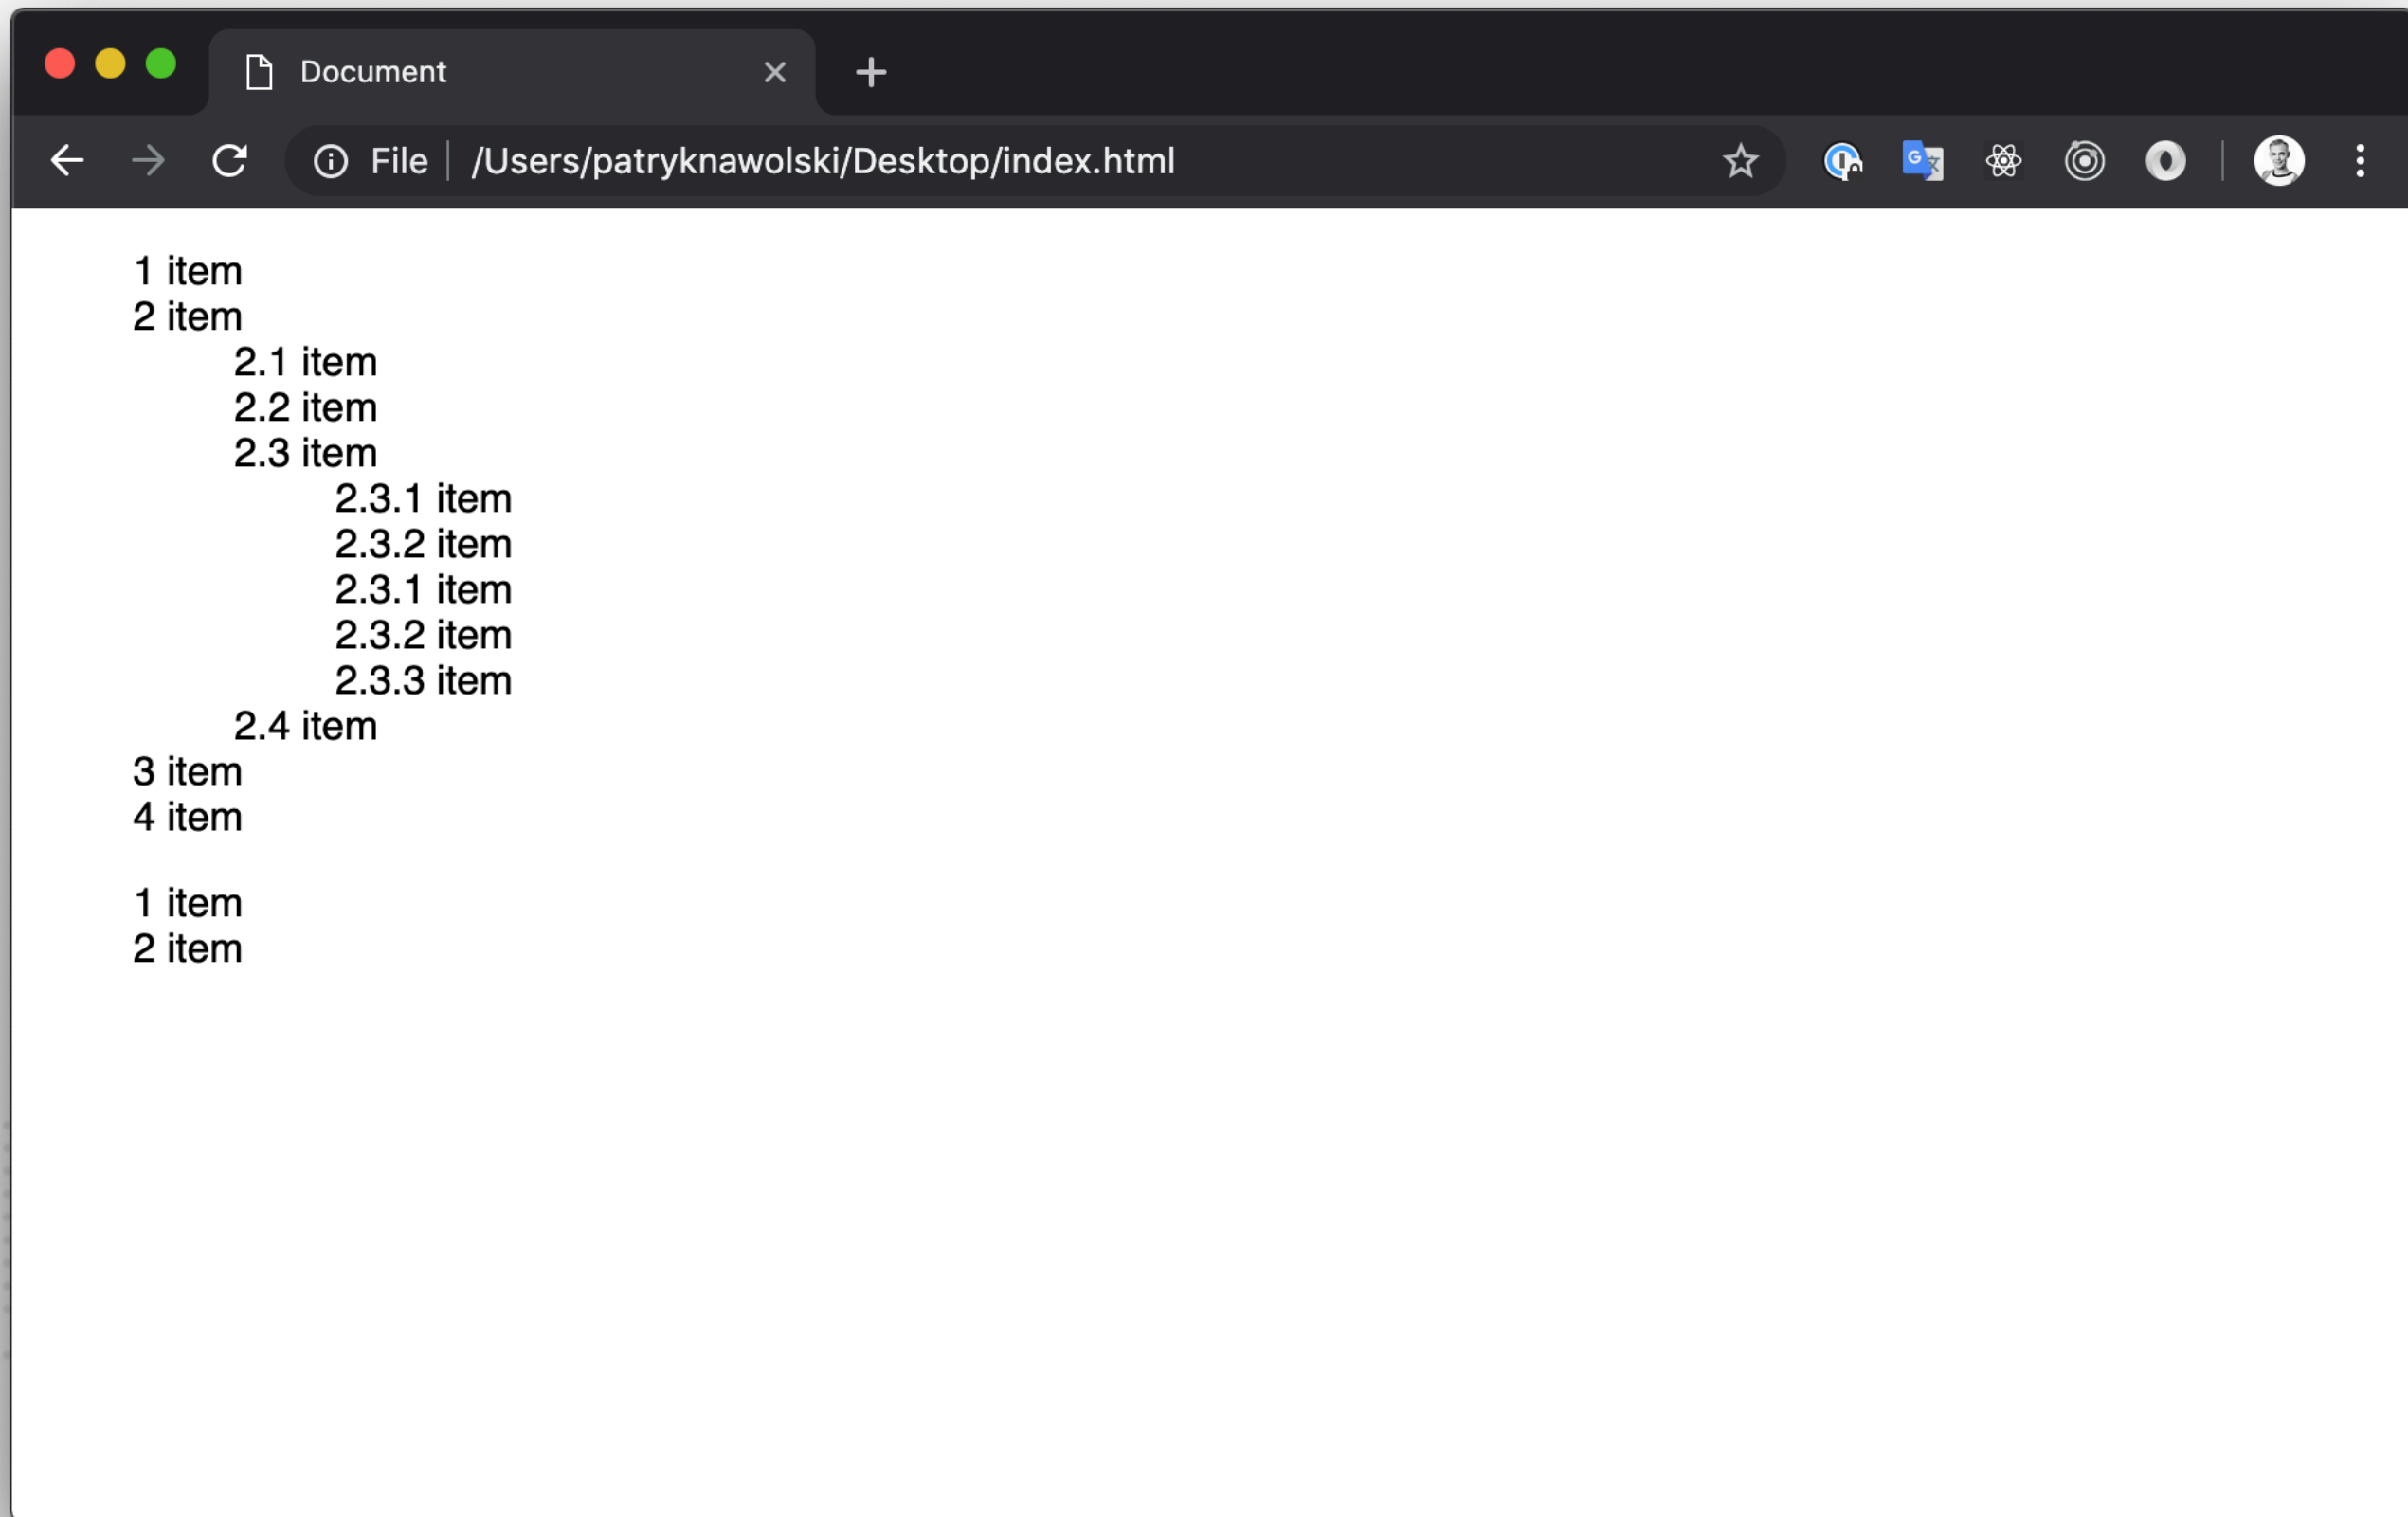 Document
File /Users/patryknawolski/Desktop/index.html
1 item
2 item
2.1 item
2.2 item
2.3 item
2.3.1 item
2.3.2 item
2.3.1 item
2.3.2 item
2.3.3 item
2.4 item
3 item
4 item
1 item
2 item